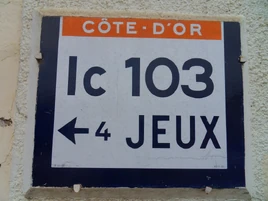 CÔTE-D'OR
Ic 103
← 4 JEUX